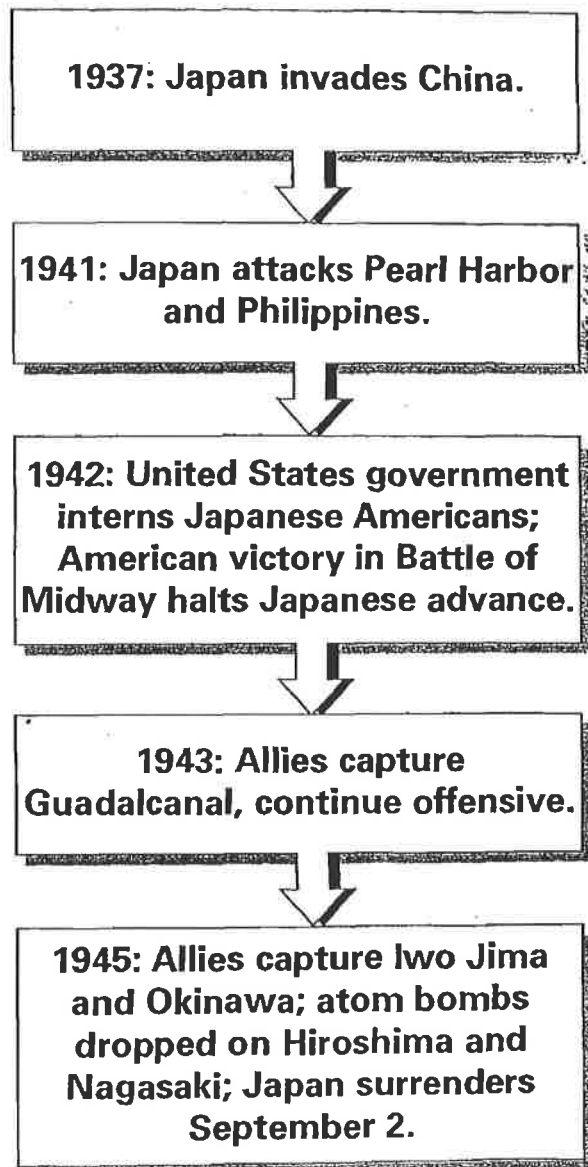 1937: Japan invades China.
1941: Japan attacks Pearl Harbor
and Philippines.
1942: United States government
interns Japanese Americans;
American victory in Battle of
Midway halts Japanese advance.
1943: Allies capture
Guadalcanal, continue offensive.
1945: Allies capture Iwo Jima
and Okinawa; atom bombs
dropped on Hiroshima and
Nagasaki; Japan surrenders
September 2.